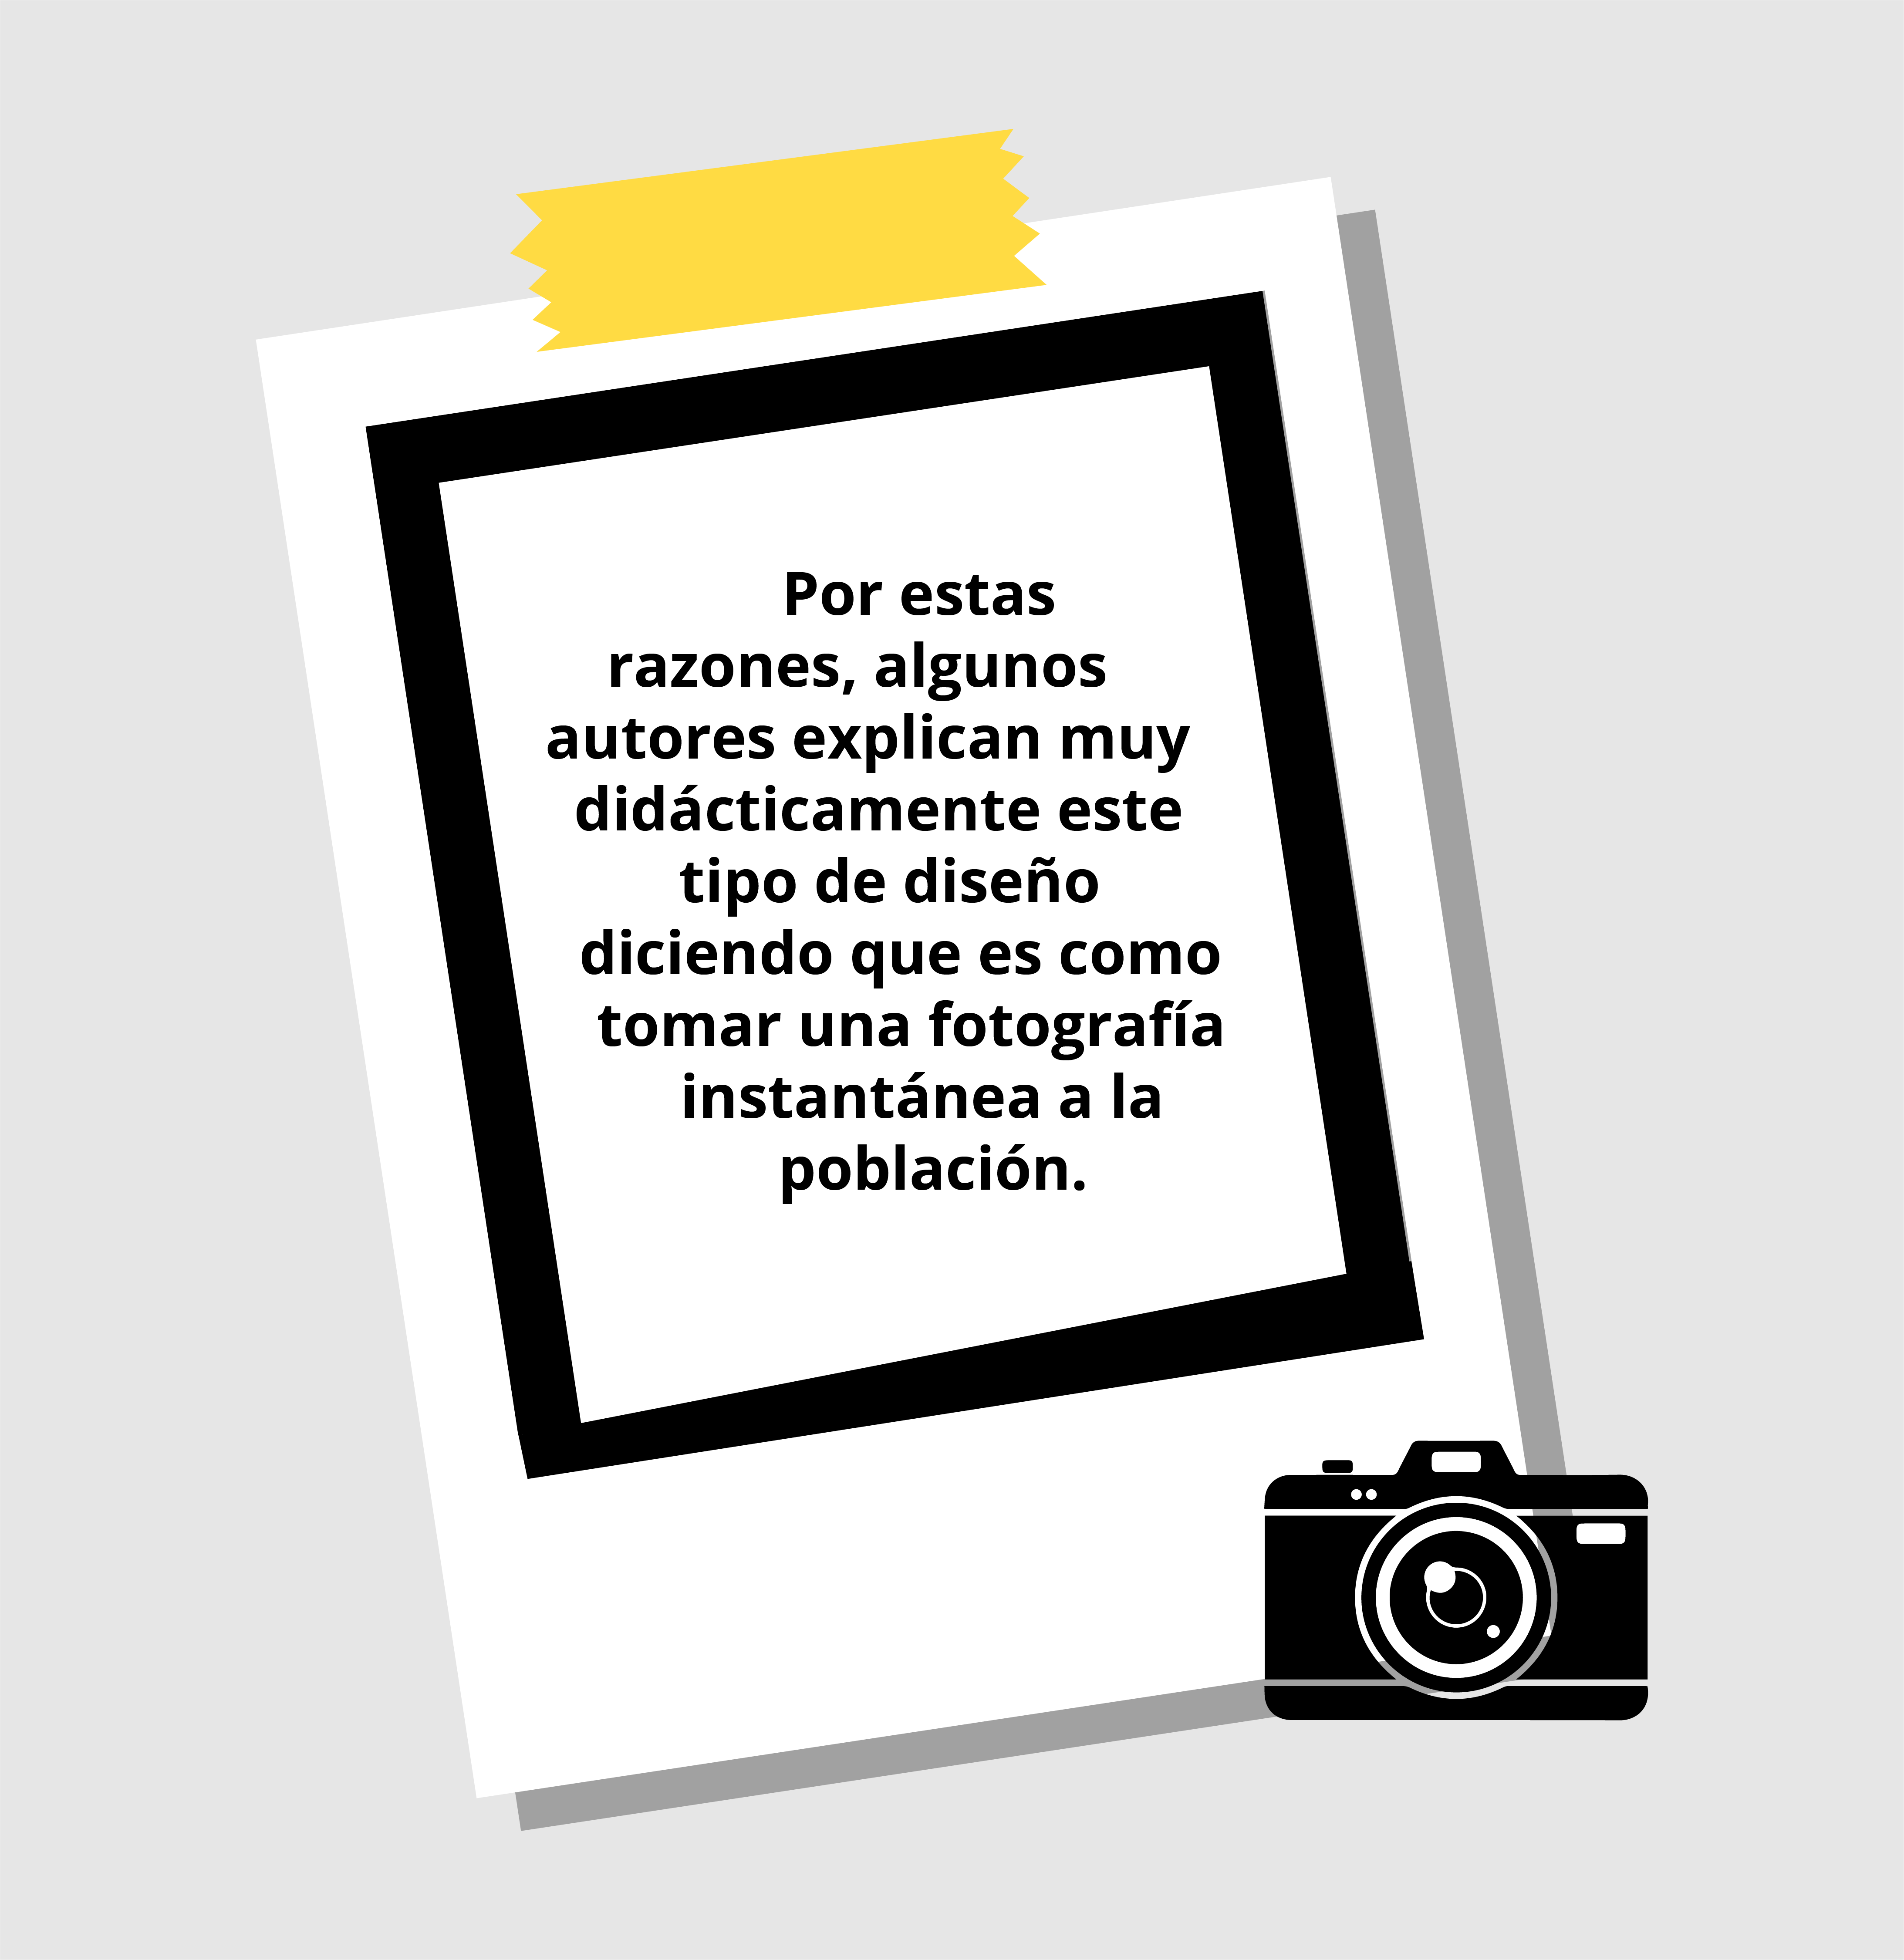 Por estas
razones, algunos
autores explican muy
didácticamente este
tipo de diseño
diciendo que es como
tomar una fotografía
instantánea a la
población.